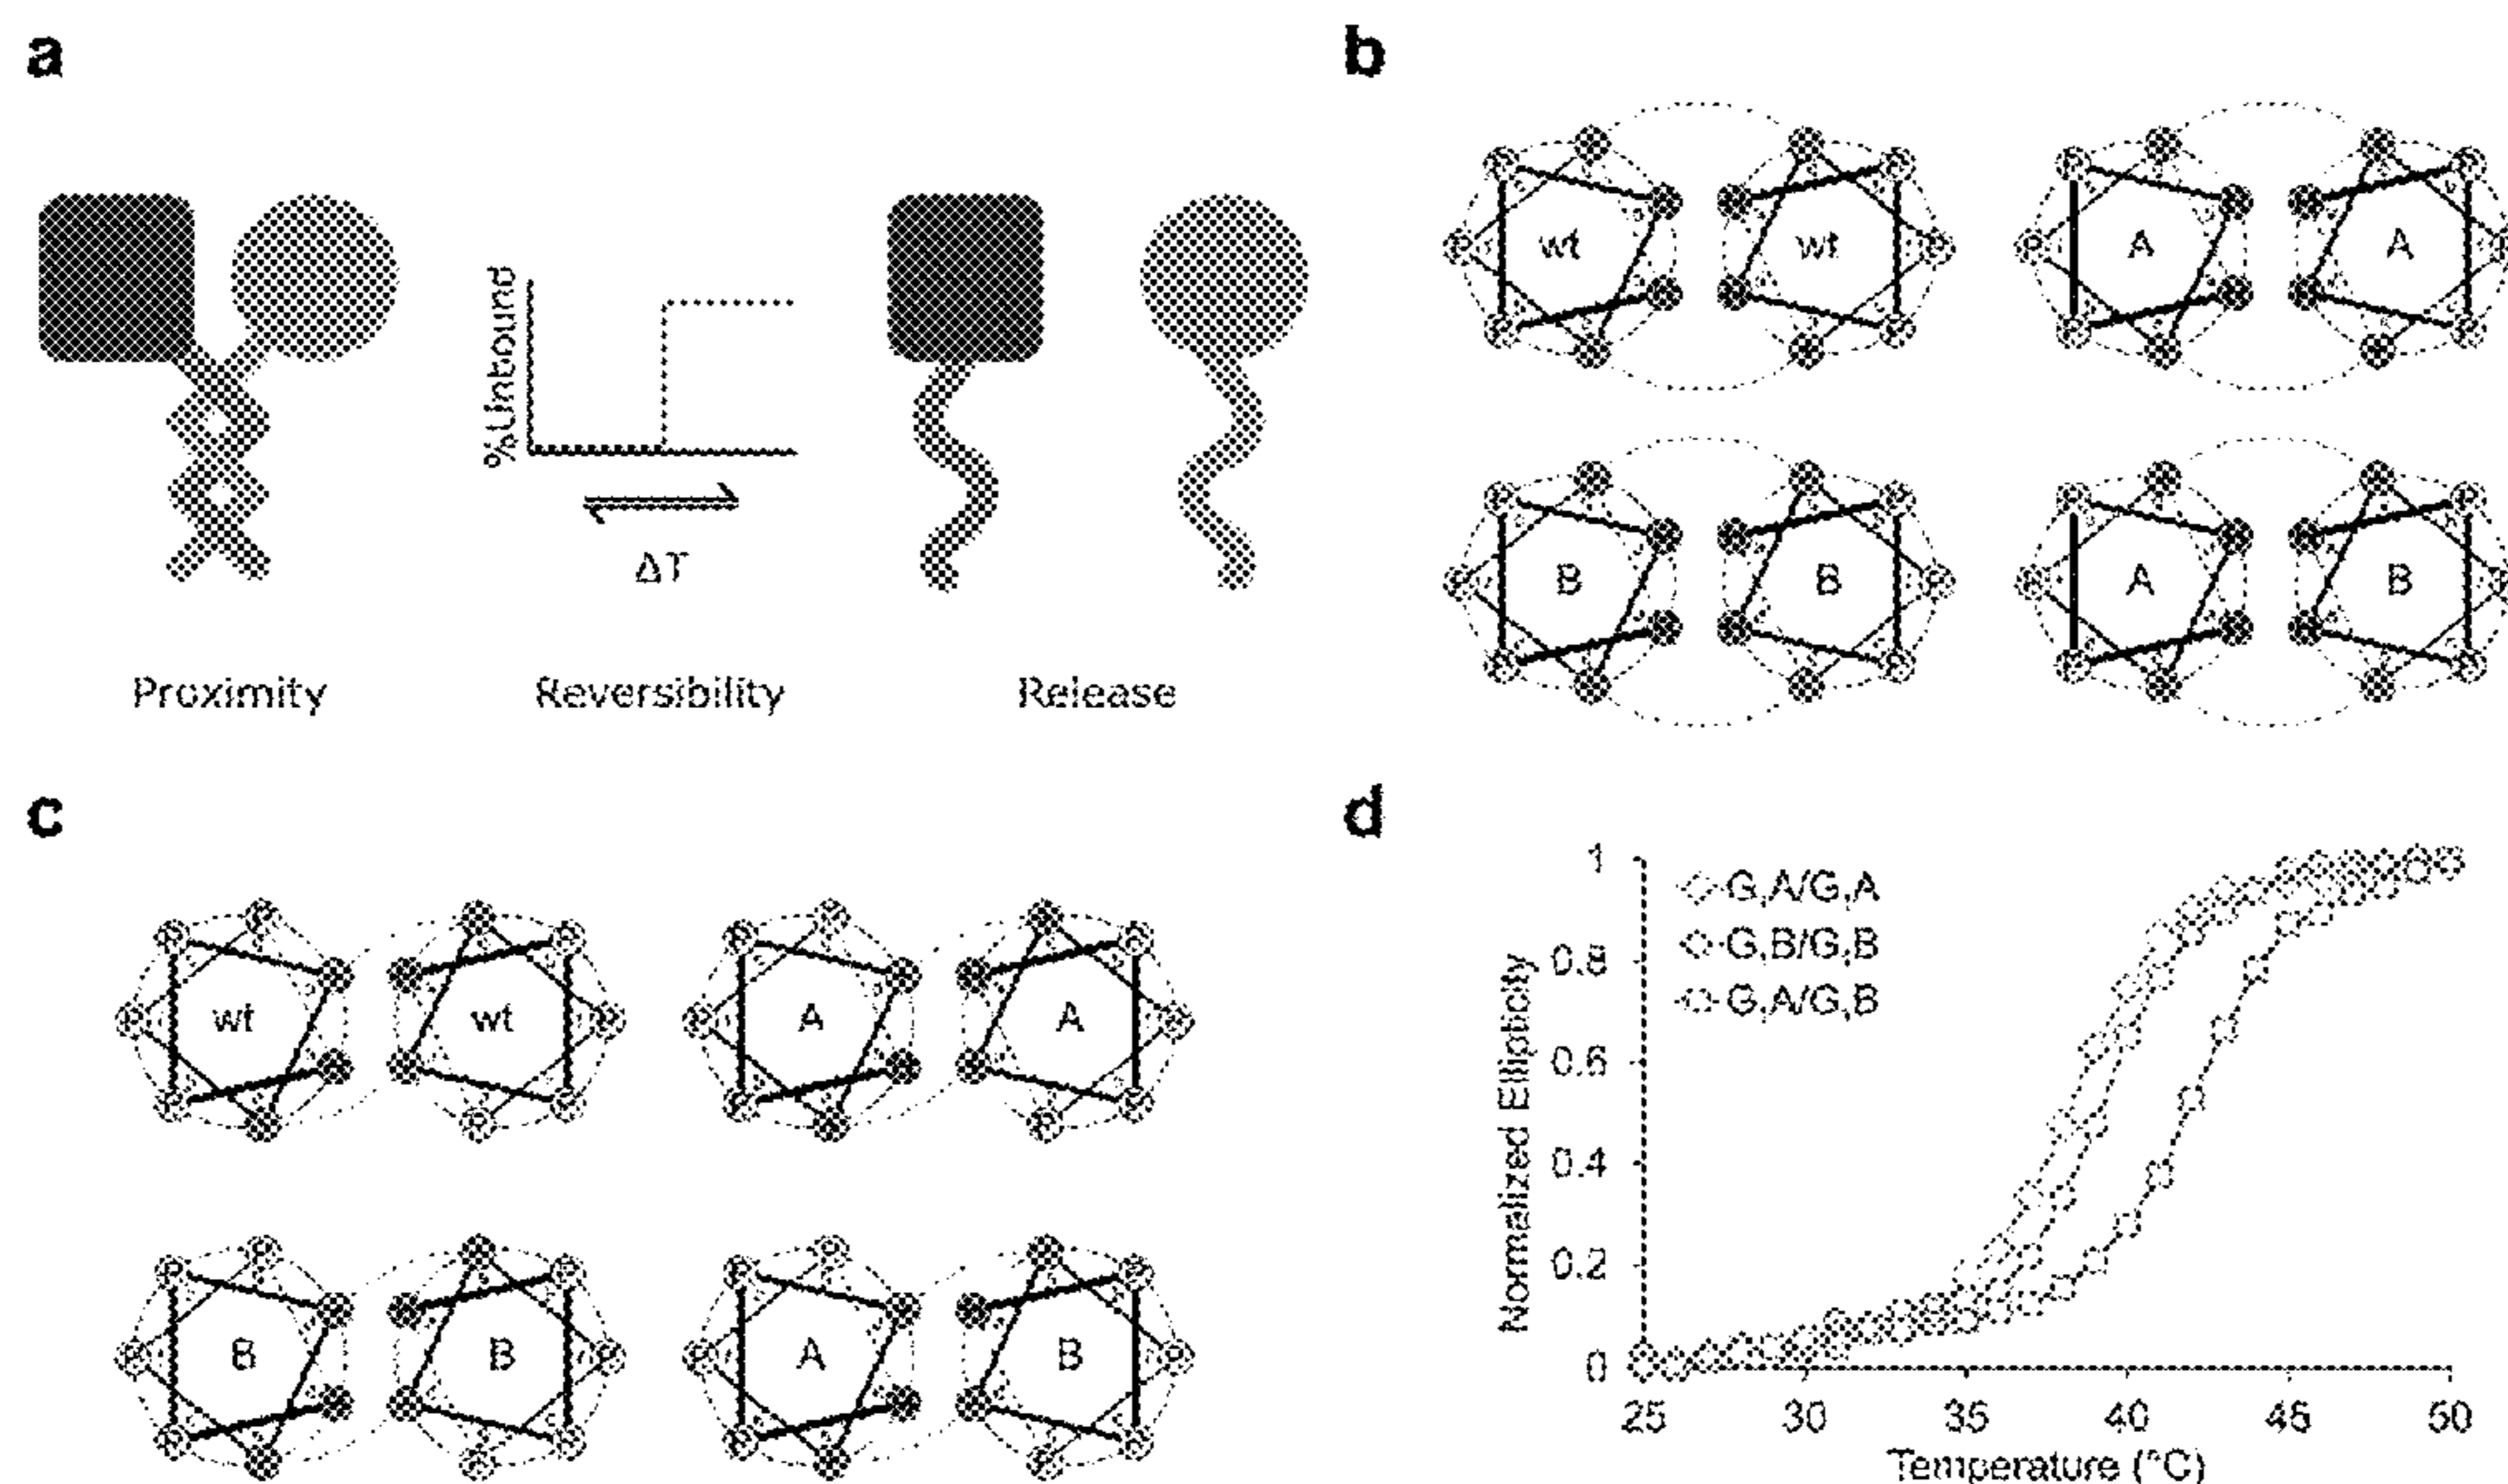 a
%Unbound
ΔT
Proximity
Reversibility
Release
b
wt
wt
A
A
B
B
A
B
c
wt
wt
A
A
B
B
A
B
d
G,A/G,A
G,B/G,B
G,A/G,B
Normalized Ellipticity
1
0.8
0.6
0.4
0.2
0
25 30 35 40 45 50
Temperature (°C)